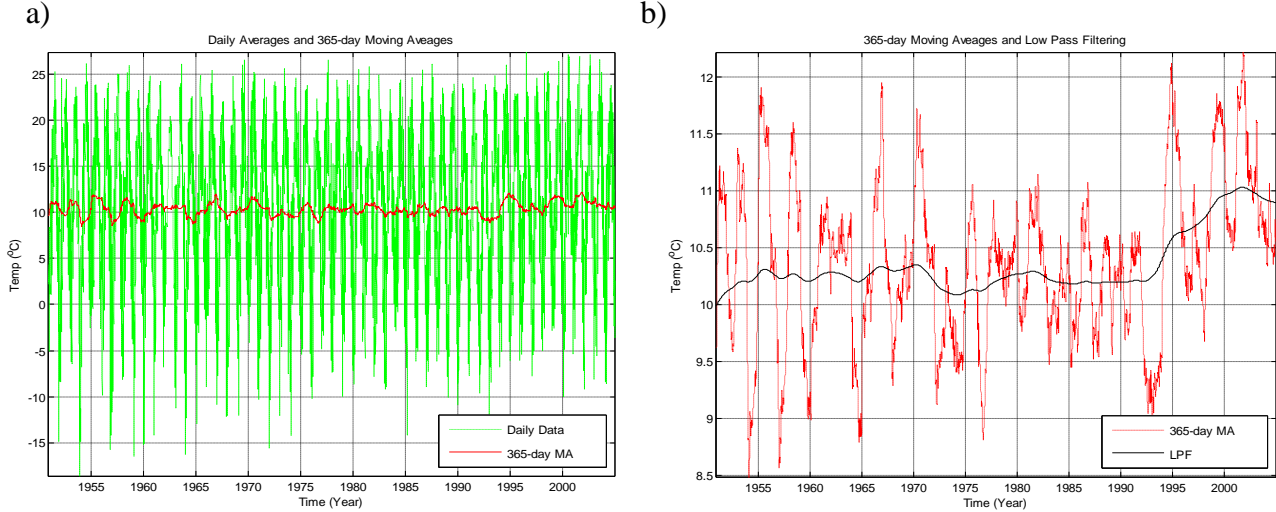 a)
Daily Averages and 365-day Moving Aveages
25
20
15
10
5
0
-5
-10
-15
Temp (⁰C)
1955 1960 1965 1970 1975 1980 1985 1990 1995 2000
Time (Year)
Daily Data
365-day MA
b)
365-day Moving Aveages and Low Pass Filtering
12
11.5
11
10.5
10
9.5
9
8.5
Temp (⁰C)
1955 1960 1965 1970 1975 1980 1985 1990 1995 2000
Time (Year)
365-day MA
LPF